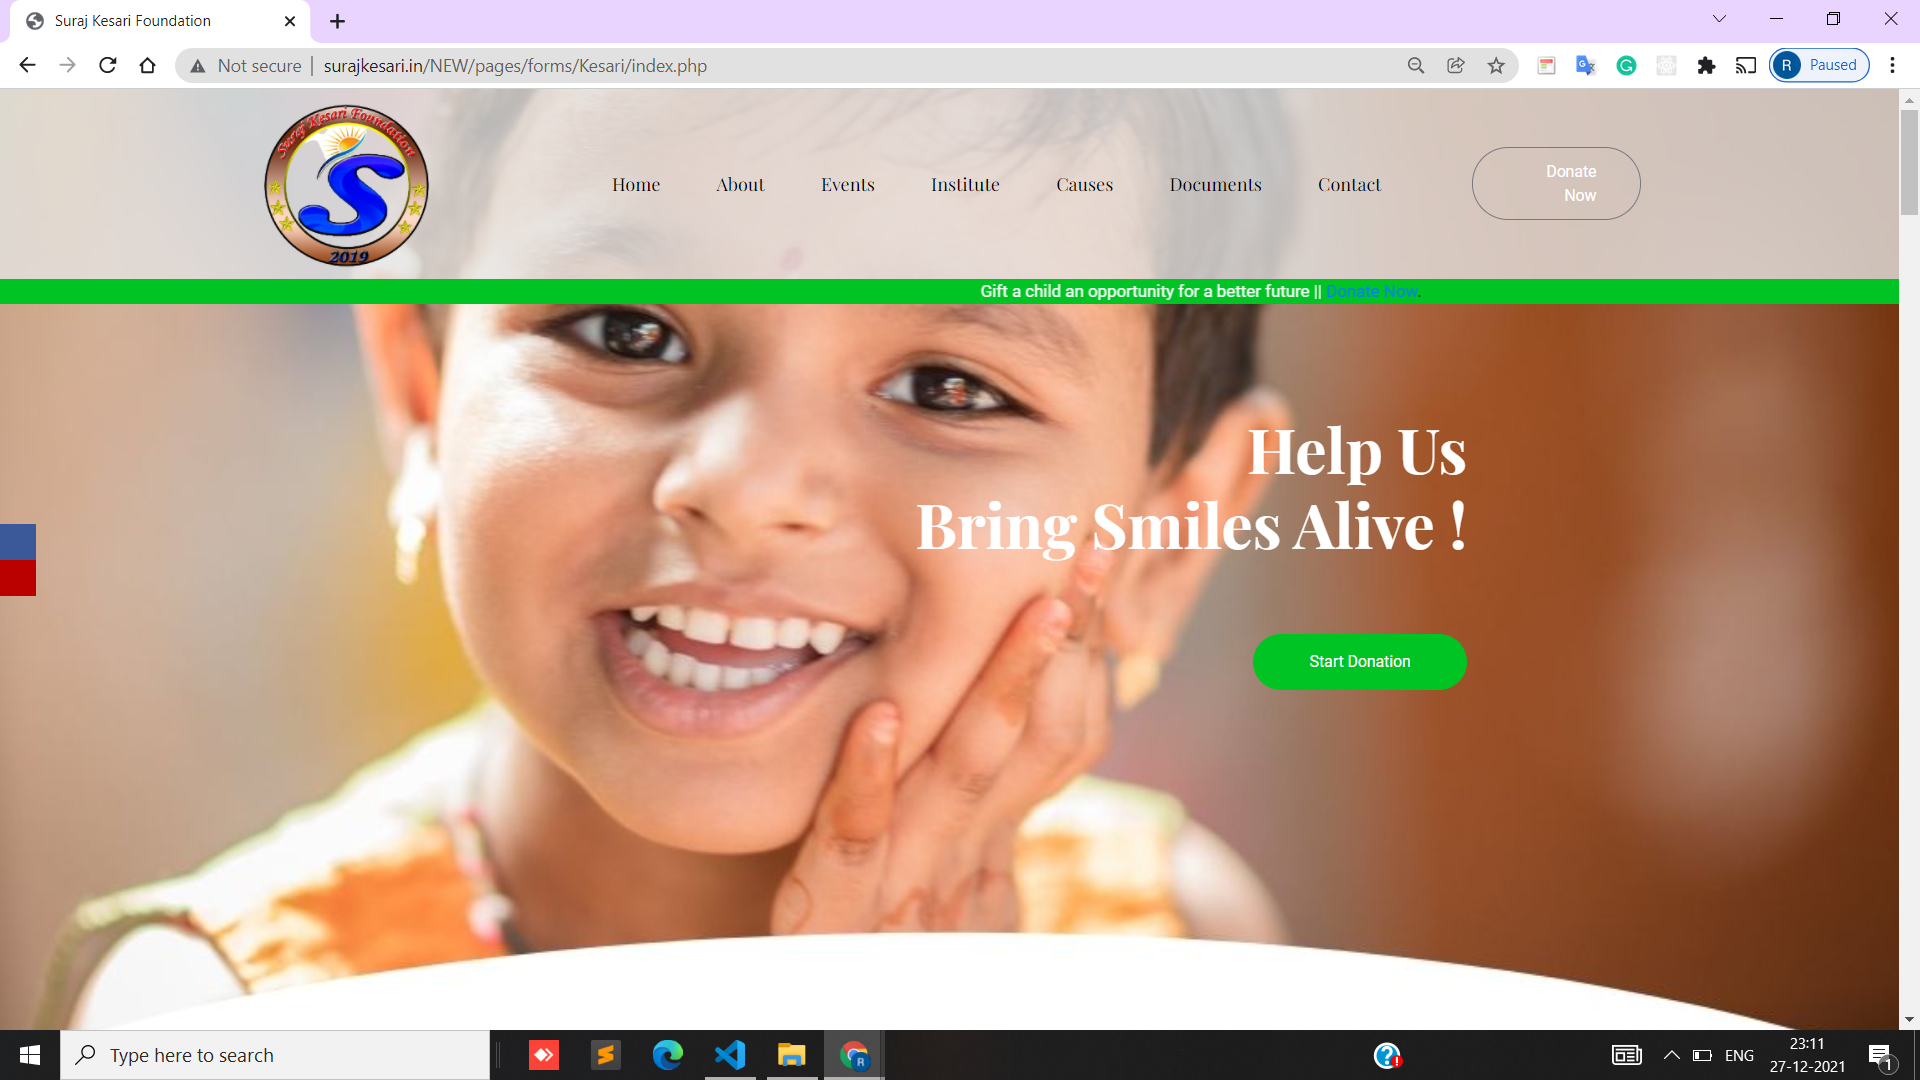 Suraj Kesari Foundation
Not secure
surajkesari.in/NEW/pages/forms/Kesari/index.php
R Paused
Suraj Kesari Foundation
S
2019
Home About Events Institute Causes Documents Contact
Donate
Now
Gift a child an opportunity for a better future || Donate Now.
Help Us
Bring Smiles Alive !
Start Donation
Type here to search
ENG
23:11
27-12-2021
1